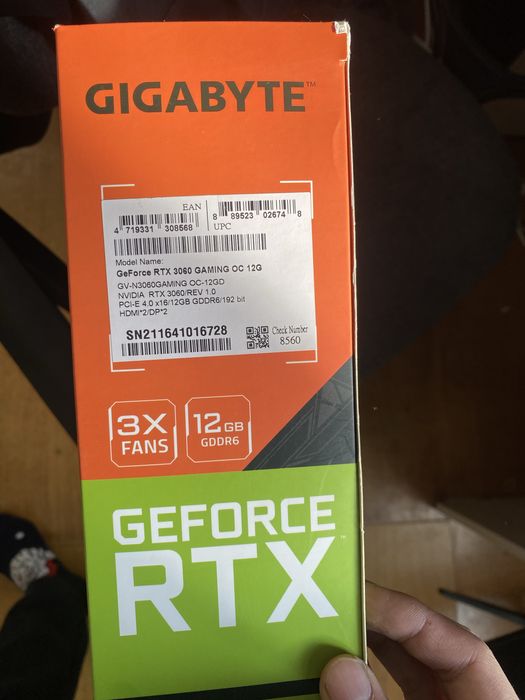 GIGABYTE™
EAN
4 719331 308568
8 89523 02674 8
UPC
Model Name:
GeForce RTX 3060 GAMING OC 12G
GV-N3060GAMING OC-12GD
NVIDIA RTX 3060/REV 1.0
PCI-E 4.0 x16/12GB GDDR6/192 bit
HDMI*2/DP*2
SN211641016728
Check Number
8560
3X
FANS
12GB
GDDR6
GEFORCE
RTX™